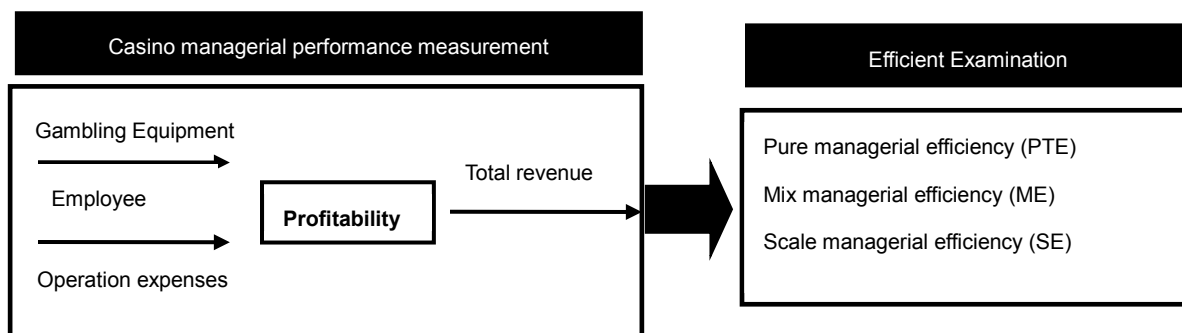 Casino managerial performance measurement
Efficient Examination
Gambling Equipment
Employee
Operation expenses
Profitability
Total revenue
Pure managerial efficiency (PTE)
Mix managerial efficiency (ME)
Scale managerial efficiency (SE)